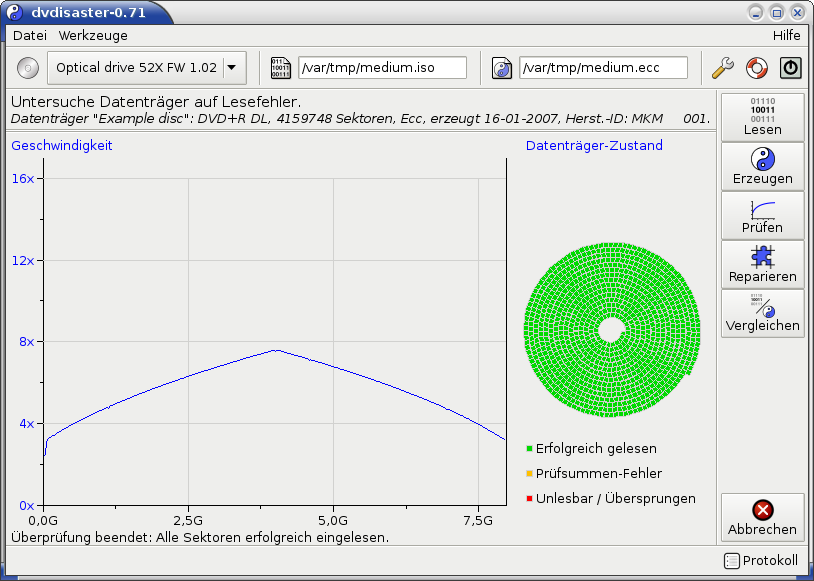 dvdisaster-0.71
Datei Werkzeuge Hilfe
Optical drive 52X FW 1.02
/var/tmp/medium.iso
/var/tmp/medium.ecc
Untersuche Datenträger auf Lesefehler.
Datenträger "Example disc": DVD+R DL, 4159748 Sektoren, Ecc, erzeugt 16-01-2007, Herst.-ID: MKM 001.
Geschwindigkeit
16x
12x
8x
4x
0x
0,0G 2,5G 5,0G 7,5G
Datenträger-Zustand
Erfolgreich gelesen
Prüfsummen-Fehler
Unlesbar / Übersprungen
Überprüfung beendet: Alle Sektoren erfolgreich eingelesen.
01110
10011
00111
Lesen
Erzeugen
Prüfen
Reparieren
Vergleichen
Abbrechen
Protokoll